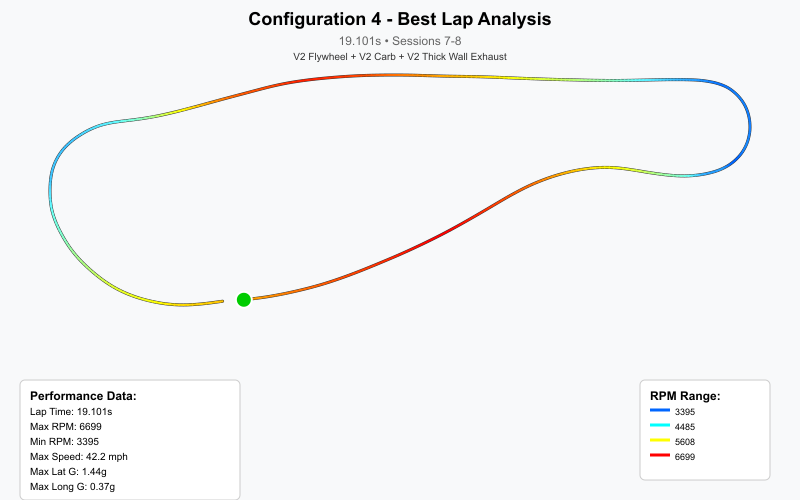 Configuration 4 - Best Lap Analysis
19.101s • Sessions 7-8
V2 Flywheel + V2 Carb + V2 Thick Wall Exhaust
Performance Data:
Lap Time: 19.101s
Max RPM: 6699
Min RPM: 3395
Max Speed: 42.2 mph
Max Lat G: 1.44g
Max Long G: 0.37g
RPM Range:
3395
4485
5608
6699